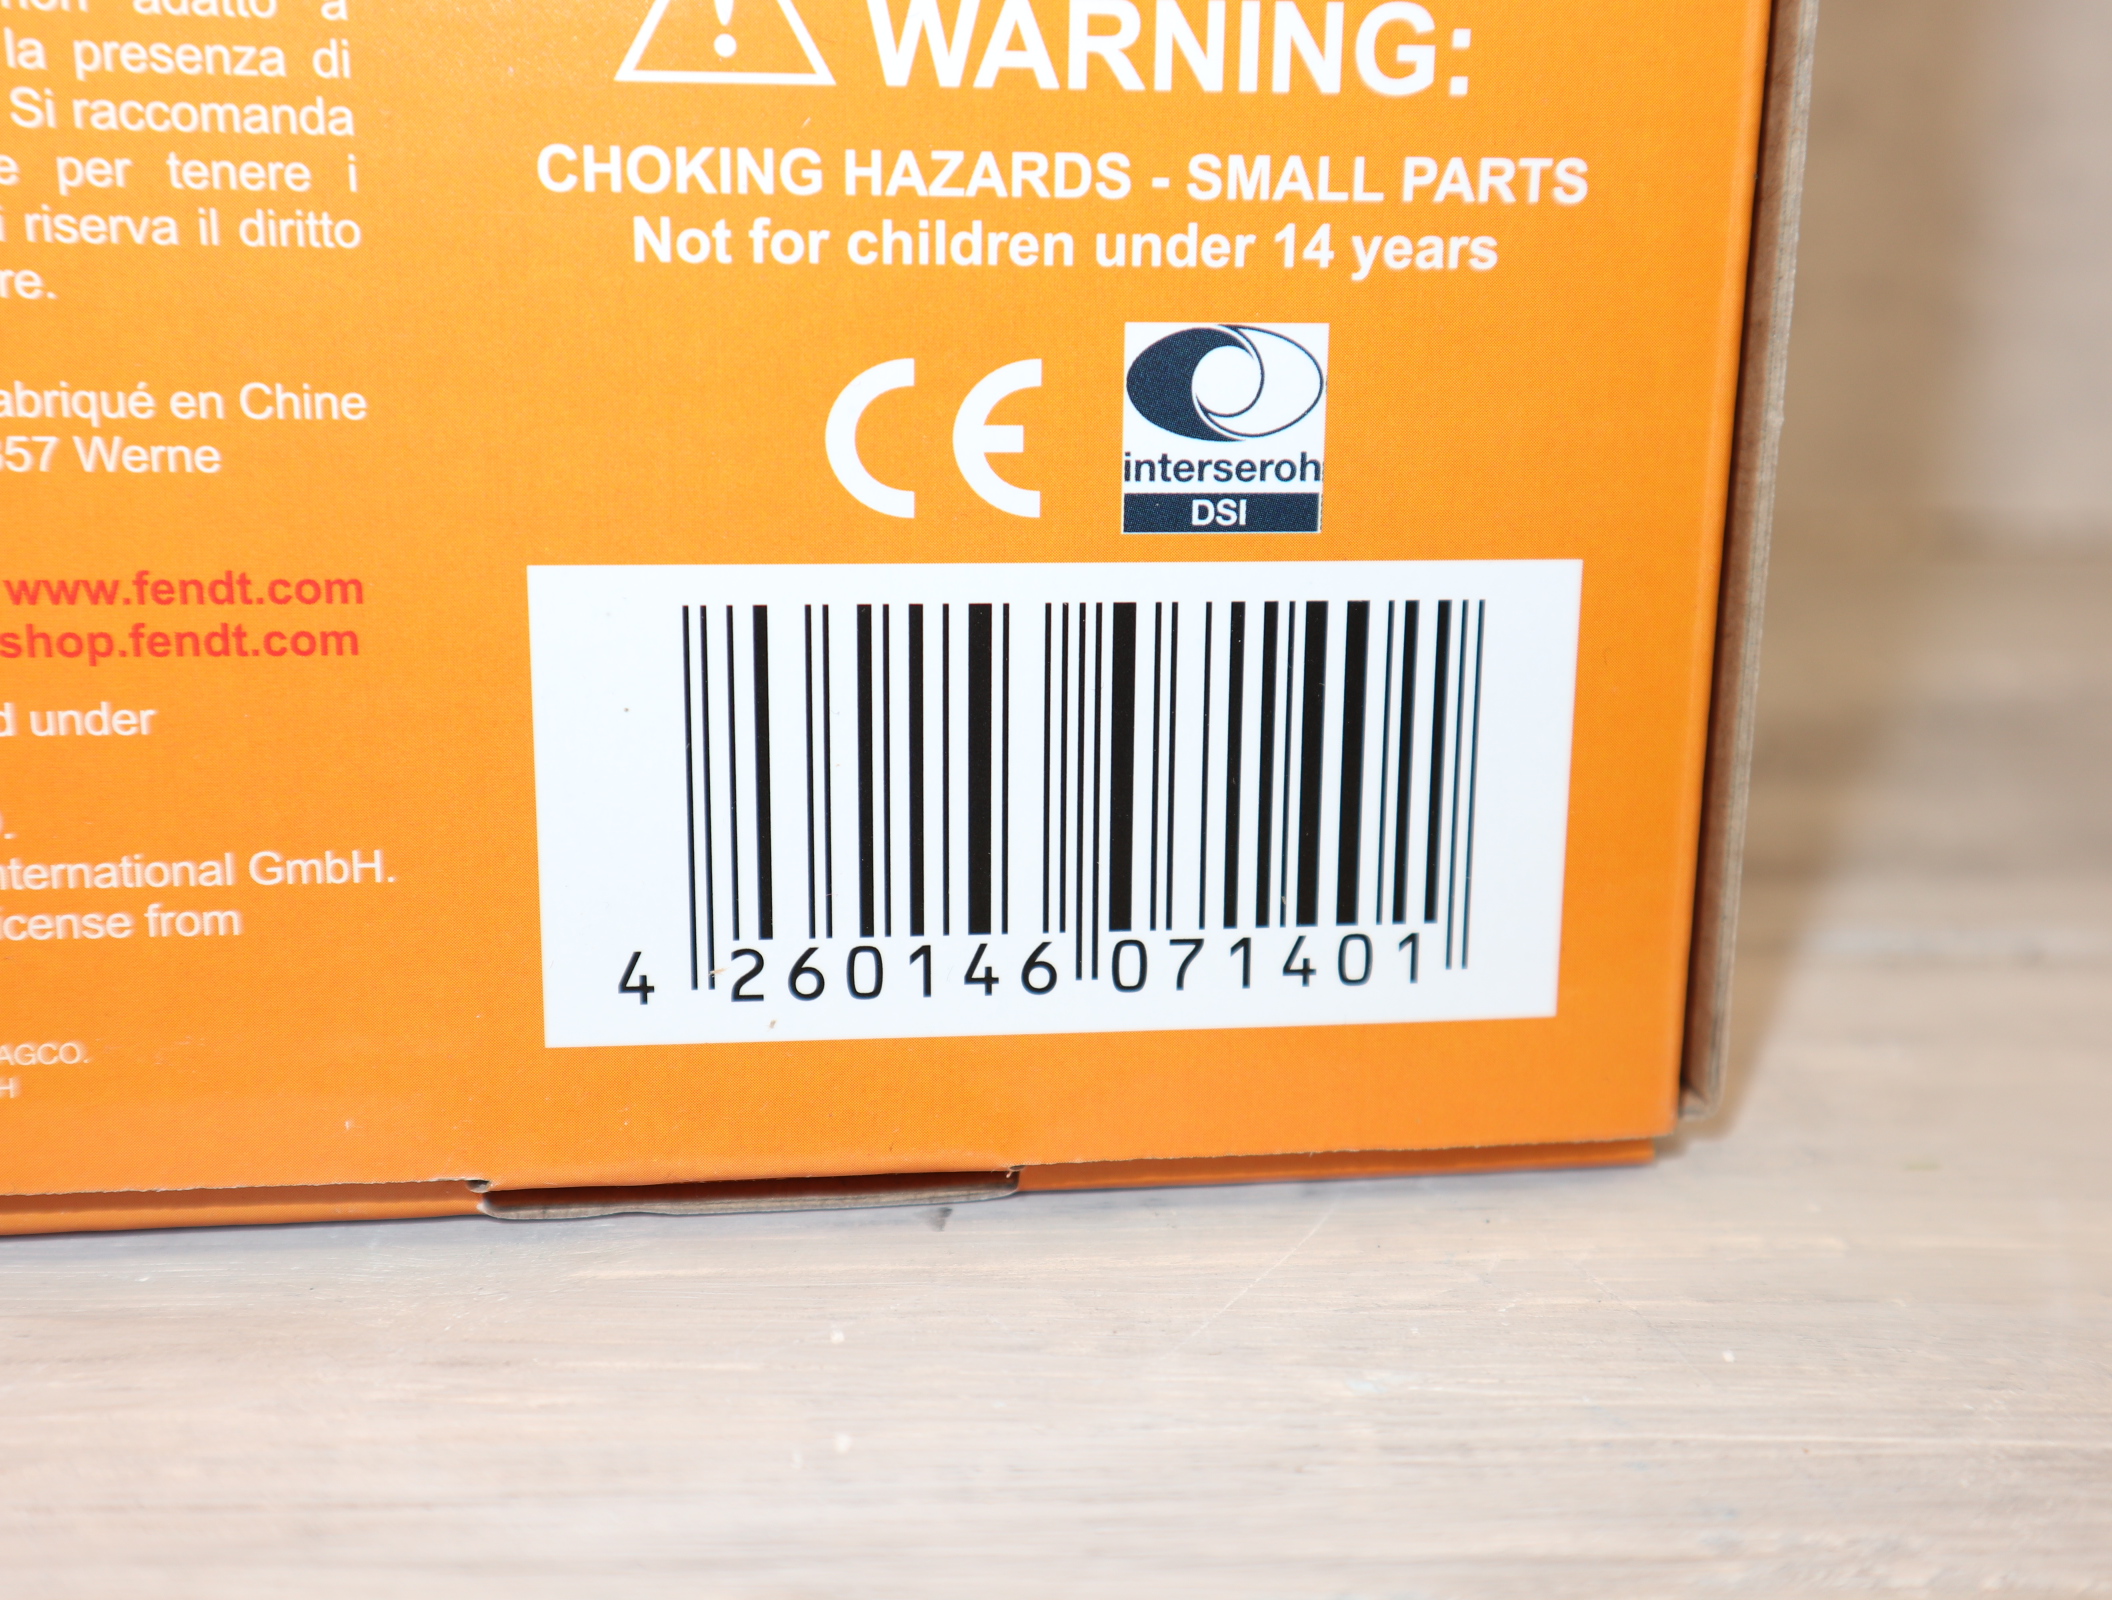 adatto a
la presenza di
Si raccomanda
e per tenere i
riserva il diritto
re.
abriqué en Chine
357 Werne
www.fendt.com
shop.fendt.com
d under
nternational GmbH.
icense from
AGCO.
H
WARNING:
CHOKING HAZARDS - SMALL PARTS
Not for children under 14 years
CE
interseroh
DSI
4 260146 071401